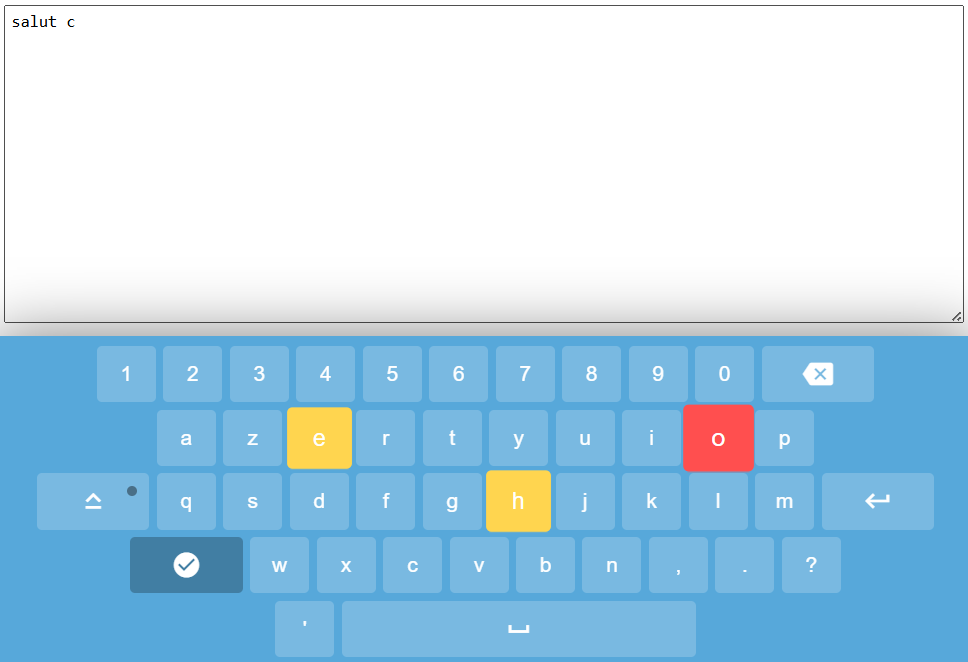 salut c
1 2 3 4 5 6 7 8 9 0
a z e r t y u i o p
q s d f g h j k l m
w x c v b n , . ?
'